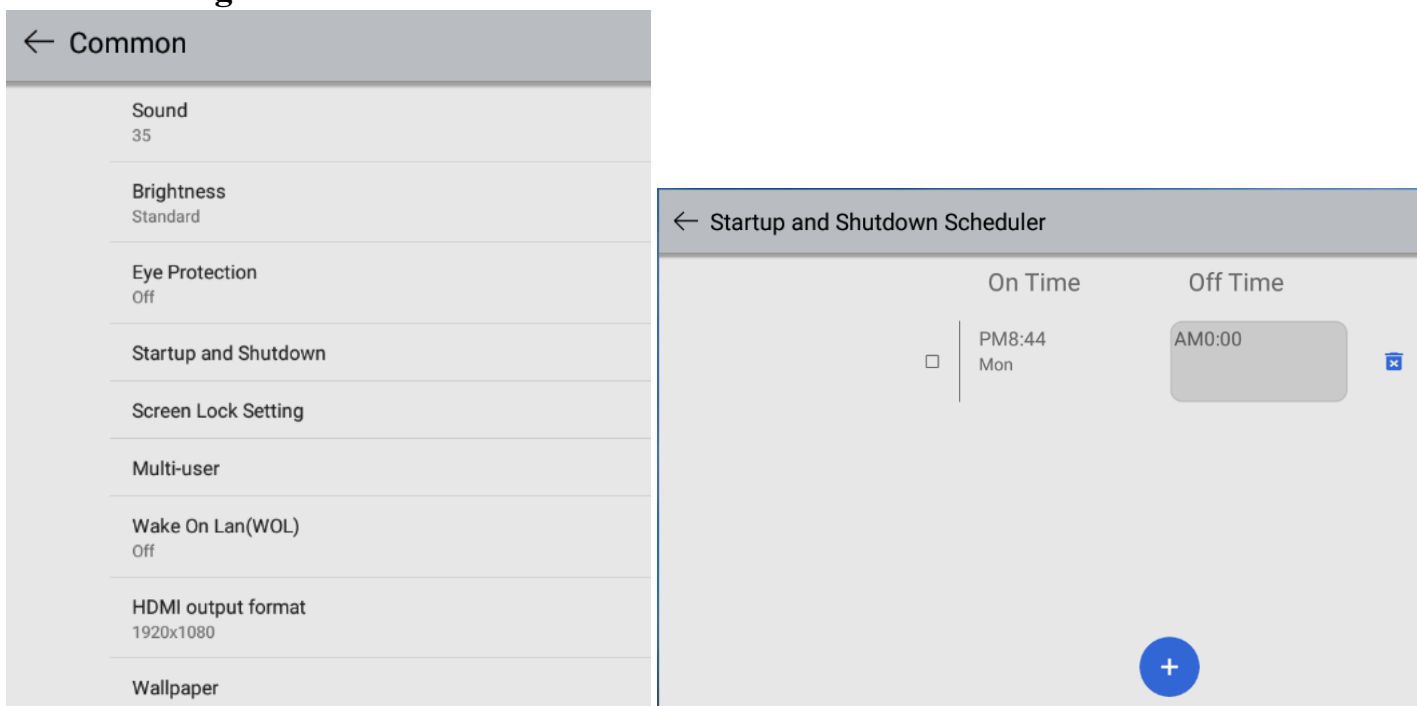 Common
Sound
35
Brightness
Standard
Eye Protection
Off
Startup and Shutdown
Screen Lock Setting
Multi-user
Wake On Lan(WOL)
Off
HDMI output format
1920x1080
Wallpaper
Startup and Shutdown Scheduler
On Time Off Time
PM8:44 AM0:00
Mon